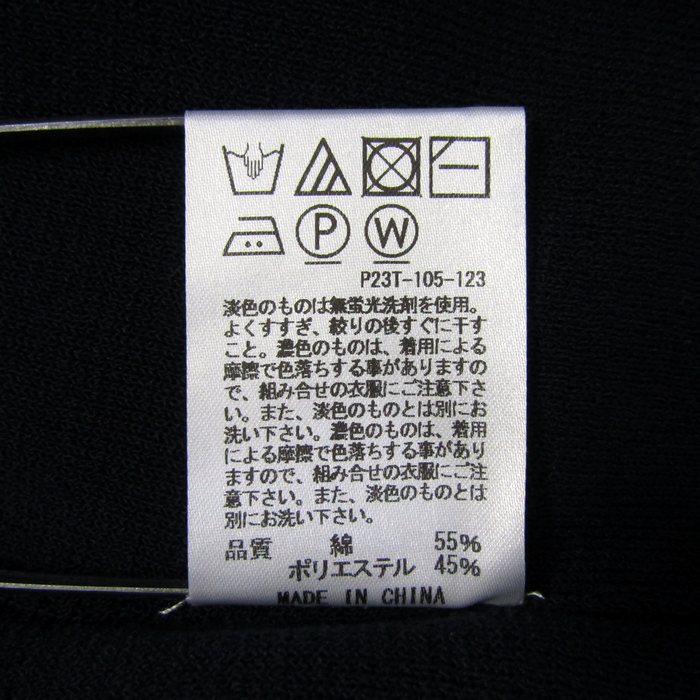 P
W
P23T-105-123
淡色のものは無蛍光洗剤を使用。
よくすすぎ、絞りの後すぐに干す
こと。濃色のものは、着用による
摩擦で色落ちする事がありますの
で、組み合せの衣服にご注意下さ
い。また、淡色のものとは別にお
洗い下さい。濃色のものは、着用
による摩擦で色落ちする事があり
ますので、組み合せの衣服にご注
意下さい。また、淡色のものとは
別にお洗い下さい。
品質 綿 55%
ポリエステル 45%
MADE IN CHINA